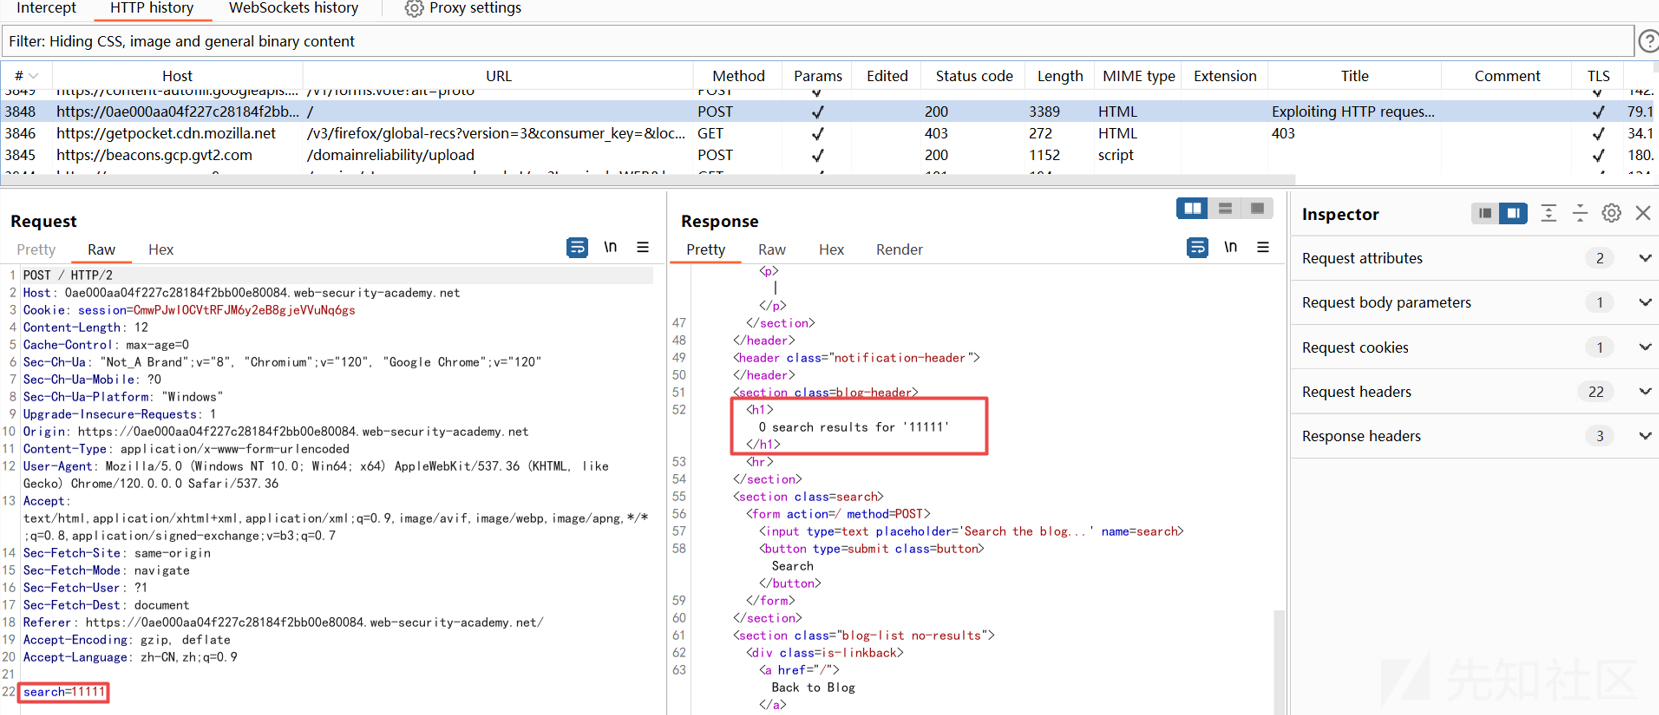 Intercept HTTP history WebSockets history Proxy settings
Filter: Hiding CSS, image and general binary content
# Host URL Method Params Edited Status code Length MIME type Extension Title Comment TLS
3849 https://content-autofill.googleapis.... /v1/forms:vote?alt=proto POST ✓ ✓ 142.
3848 https://0ae000aa04f227c28184f2bb... / POST ✓ 200 3389 HTML Exploiting HTTP reques... ✓ 79.1
3846 https://getpocket.cdn.mozilla.net /v3/firefox/global-recs?version=3&consumer_key=&loc... GET ✓ 403 272 HTML 403 ✓ 34.1
3845 https://beacons.gcp.gvt2.com /domainreliability/upload POST ✓ 200 1152 script ✓ 180.
Request
Pretty Raw Hex \n
1 POST / HTTP/2
2 Host: 0ae000aa04f227c28184f2bb00e80084.web-security-academy.net
3 Cookie: session=CmwPJwIOCVtRFJM6y2eB8gjeVVuNq6gs
4 Content-Length: 12
5 Cache-Control: max-age=0
6 Sec-Ch-Ua: "Not_A Brand";v="8", "Chromium";v="120", "Google Chrome";v="120"
7 Sec-Ch-Ua-Mobile: ?0
8 Sec-Ch-Ua-Platform: "Windows"
9 Upgrade-Insecure-Requests: 1
10 Origin: https://0ae000aa04f227c28184f2bb00e80084.web-security-academy.net
11 Content-Type: application/x-www-form-urlencoded
12 User-Agent: Mozilla/5.0 (Windows NT 10.0; Win64; x64) AppleWebKit/537.36 (KHTML, like
Gecko) Chrome/120.0.0.0 Safari/537.36
13 Accept:
text/html,application/xhtml+xml,application/xml;q=0.9,image/avif,image/webp,image/apng,*/*
;q=0.8,application/signed-exchange;v=b3;q=0.7
14 Sec-Fetch-Site: same-origin
15 Sec-Fetch-Mode: navigate
16 Sec-Fetch-User: ?1
17 Sec-Fetch-Dest: document
18 Referer: https://0ae000aa04f227c28184f2bb00e80084.web-security-academy.net/
19 Accept-Encoding: gzip, deflate
20 Accept-Language: zh-CN,zh;q=0.9
21
22 search=11111
Response
Pretty Raw Hex Render \n
<p>
|
</p>
47 </section>
48 </header>
49 <header class="notification-header">
50 </header>
51 <section class=blog-header>
52 <h1>
0 search results for '11111'
</h1>
53 <hr>
54 </section>
55 <section class=search>
56 <form action=/ method=POST>
57 <input type=text placeholder='Search the blog...' name=search>
58 <button type=submit class=button>
Search
</button>
59 </form>
60 </section>
61 <section class="blog-list no-results">
62 <div class=is-linkback>
63 <a href="/">
Back to Blog
</a>
Inspector
Request attributes 2
Request body parameters 1
Request cookies 1
Request headers 22
Response headers 3
先知社区